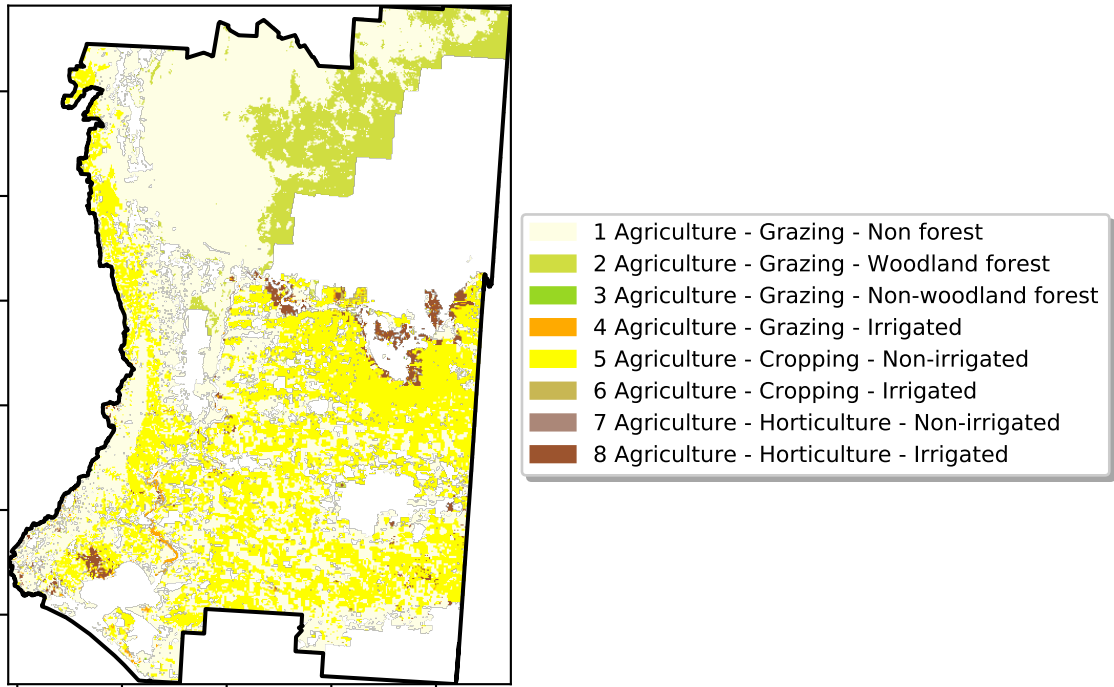 1 Agriculture - Grazing - Non forest
2 Agriculture - Grazing - Woodland forest
3 Agriculture - Grazing - Non-woodland forest
4 Agriculture - Grazing - Irrigated
5 Agriculture - Cropping - Non-irrigated
6 Agriculture - Cropping - Irrigated
7 Agriculture - Horticulture - Non-irrigated
8 Agriculture - Horticulture - Irrigated